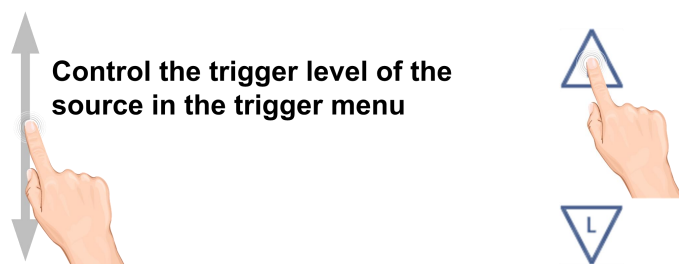 Control the trigger level of the
source in the trigger menu
L